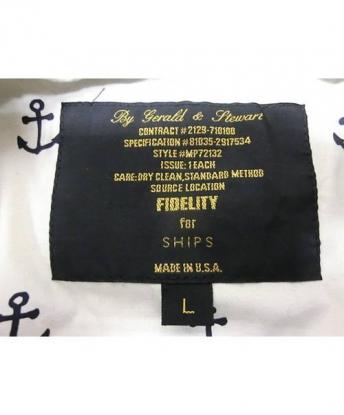 By Gerald & Stewart
CONTRACT #2129-710100
SPECIFICATION #81035-2917534
STYLE #MP72132
ISSUE:1 EACH
CARE:DRY CLEAN,STANDARD METHOD
SOURCE LOCATION
FIDELITY
for
SHIPS
MADE IN U.S.A.
L